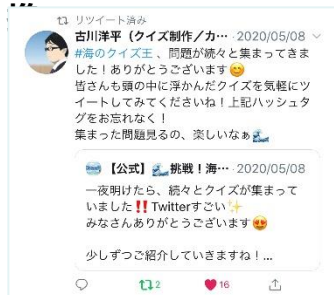 リツイート済み
古川洋平（クイズ制作／カ… · 2020/05/08
#海のクイズ王 、問題が続々と集まってきま
した！ありがとうございます😊
皆さんも頭の中に浮かんだクイズを気軽にツ
イートしてみてくださいね！上記ハッシュタ
グをお忘れなく！
集まった問題見るの、楽しいなぁ🌊
【公式】🌊挑戦！海… · 2020/05/08
一夜明けたら、続々とクイズが集まって
いました‼️Twitterすごい✨
みなさんありがとうございます😍
少しずつご紹介していきますね！...
2
16